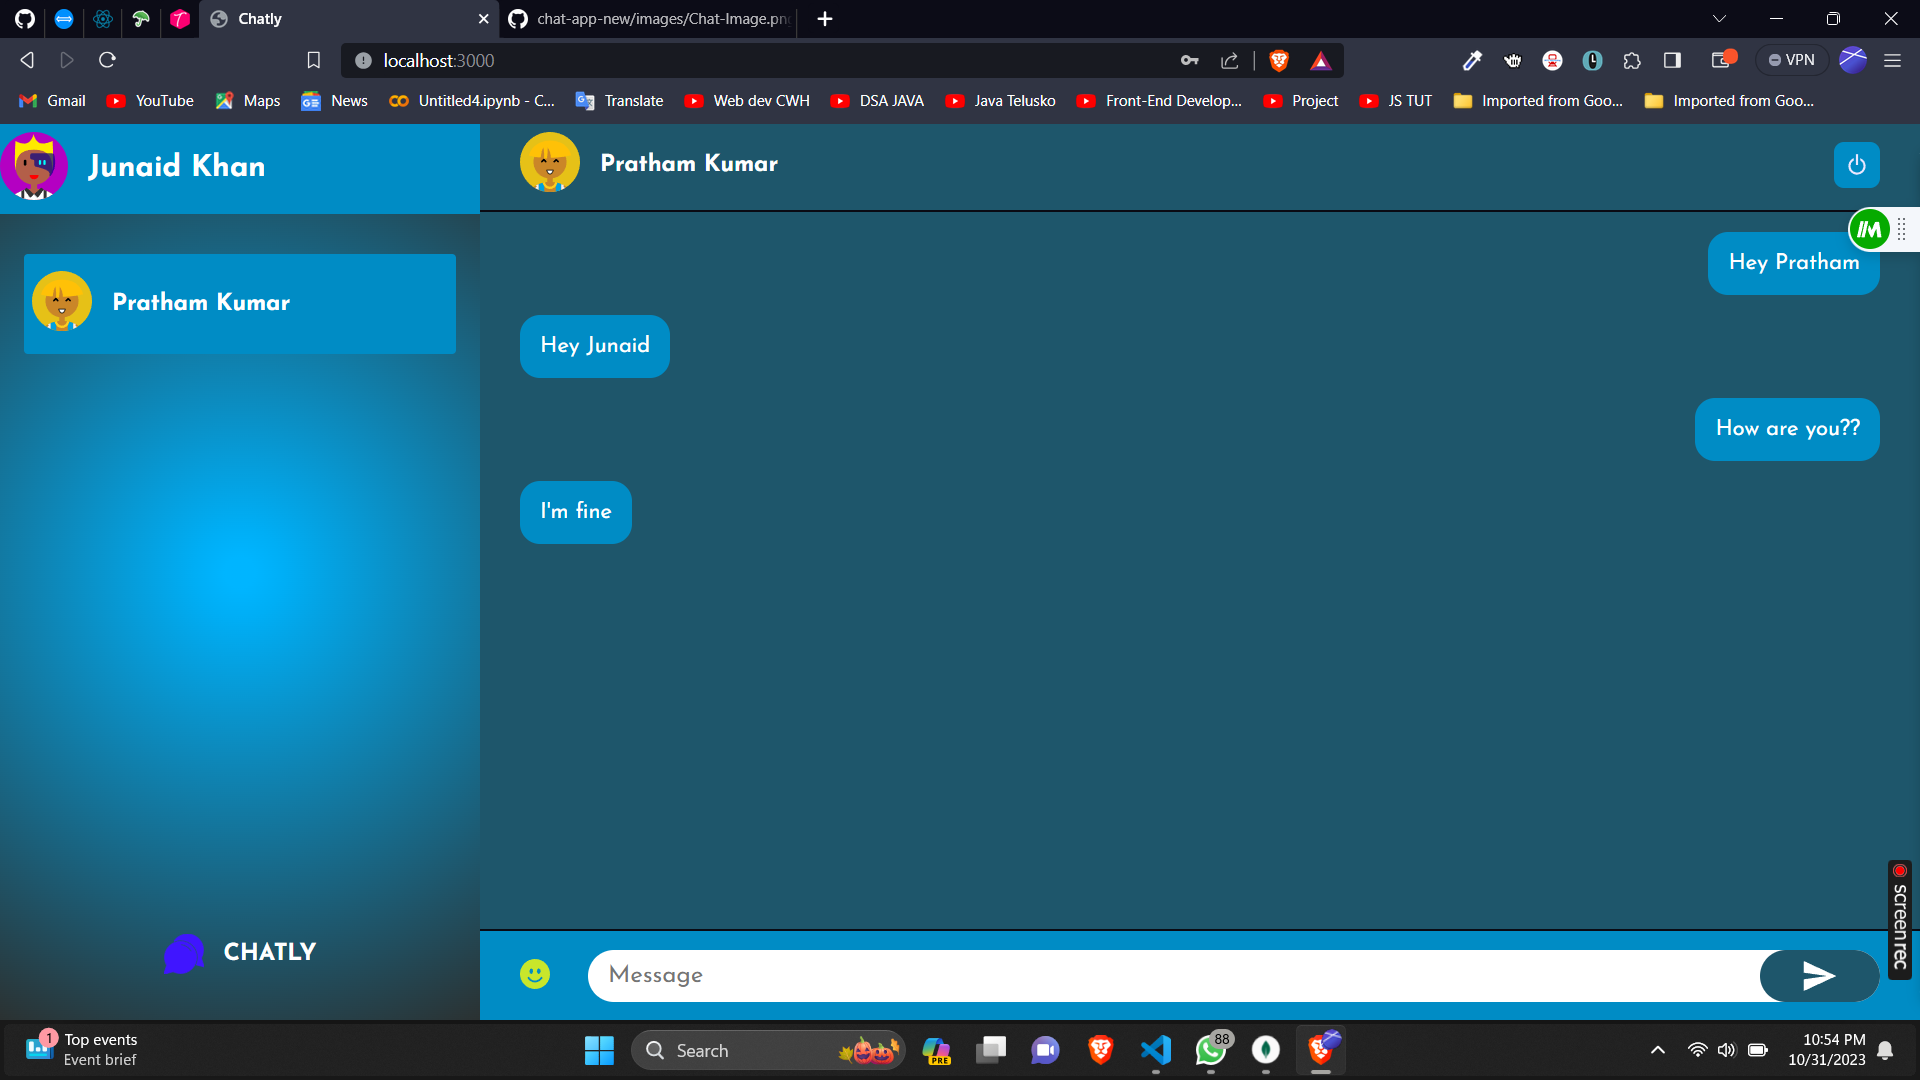 Chatly
chat-app-new/images/Chat-Image.pn
localhost:3000
VPN
Gmail
YouTube
Maps
News
Untitled4.ipynb - C...
Translate
Web dev CWH
DSA JAVA
Java Telusko
Front-End Develop...
Project
JS TUT
Imported from Goo...
Imported from Goo...
Junaid Khan
Pratham Kumar
Hey Pratham
Pratham Kumar
Hey Junaid
How are you??
I'm fine
screenrec
CHATLY
Message
1
Top events
Event brief
Search
PRE
88
10:54 PM
10/31/2023